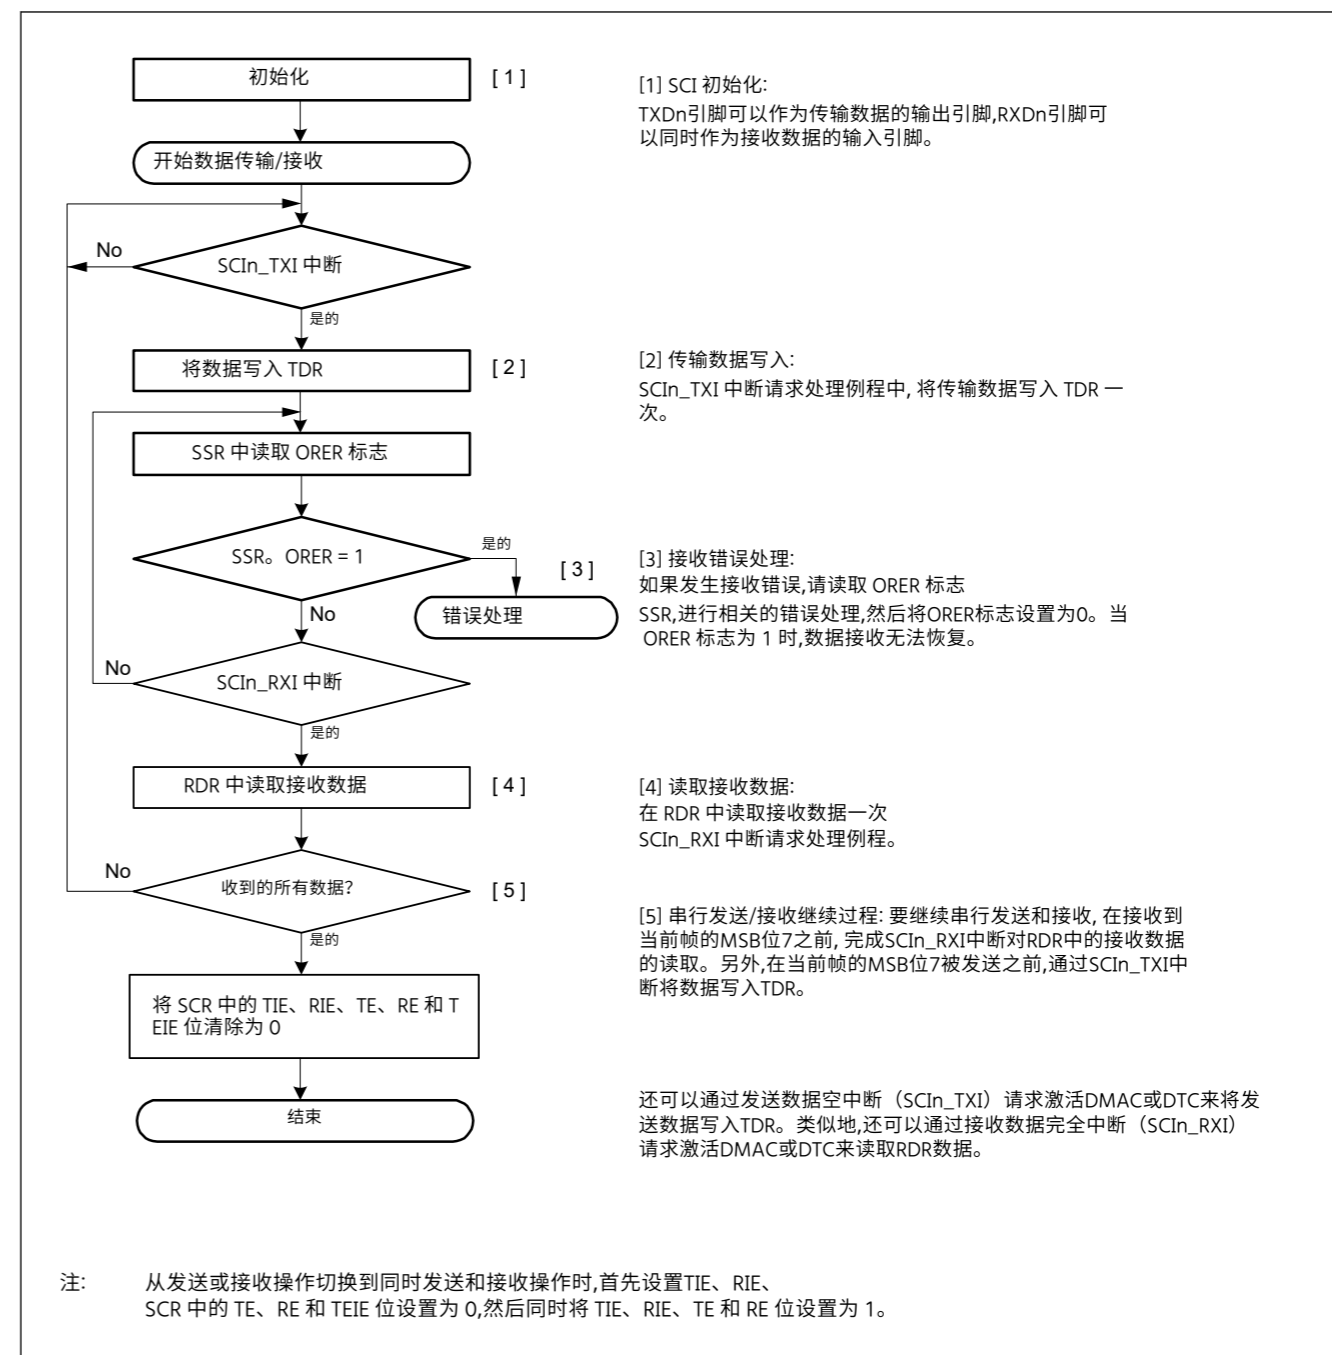 初始化
[ 1 ]
[1] SCI 初始化:
TXDn引脚可以作为传输数据的输出引脚,RXDn引脚可
以同时作为接收数据的输入引脚。
开始数据传输/接收
No
SCIn_TXI 中断
是的
将数据写入 TDR
[ 2 ]
[2] 传输数据写入:
SCIn_TXI 中断请求处理例程中, 将传输数据写入 TDR 一
次。
SSR 中读取 ORER 标志
SSR。ORER = 1
是的
[ 3 ]
[3] 接收错误处理:
如果发生接收错误,请读取 ORER 标志
SSR,进行相关的错误处理,然后将ORER标志设置为0。当
ORER 标志为 1 时,数据接收无法恢复。
错误处理
No
No
SCIn_RXI 中断
是的
RDR 中读取接收数据
[ 4 ]
[4] 读取接收数据:
在 RDR 中读取接收数据一次
SCIn_RXI 中断请求处理例程。
No
收到的所有数据?
[ 5 ]
是的
[5] 串行发送/接收继续过程: 要继续串行发送和接收, 在接收到
当前帧的MSB位7之前, 完成SCIn_RXI中断对RDR中的接收数据
的读取。另外,在当前帧的MSB位7被发送之前,通过SCIn_TXI中
断将数据写入TDR。
将 SCR 中的 TIE、RIE、TE、RE 和 T
EIE 位清除为 0
结束
还可以通过发送数据空中断（SCIn_TXI）请求激活DMAC或DTC来将发
送数据写入TDR。类似地,还可以通过接收数据完全中断（SCIn_RXI）
请求激活DMAC或DTC来读取RDR数据。
注: 从发送或接收操作切换到同时发送和接收操作时,首先设置TIE、RIE、
SCR 中的 TE、RE 和 TEIE 位设置为 0,然后同时将 TIE、RIE、TE 和 RE 位设置为 1。